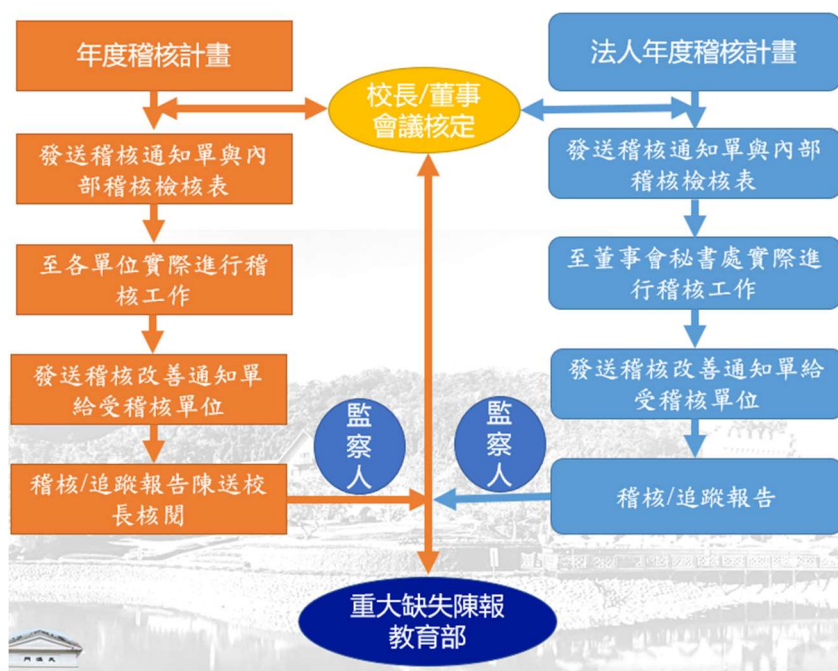 年度稽核計畫
發送稽核通知單與內
部稽核檢核表
至各單位實際進行稽
核工作
發送稽核改善通知單
給受稽核單位
稽核/追蹤報告陳送校
長核閱
校長/董事
會議核定
監
察
人
監
察
人
重大缺失陳報
教育部
法人年度稽核計畫
發送稽核通知單與內部
稽核檢核表
至董事會秘書處實際進
行稽核工作
發送稽核改善通知單給
受稽核單位
稽核/追蹤報告